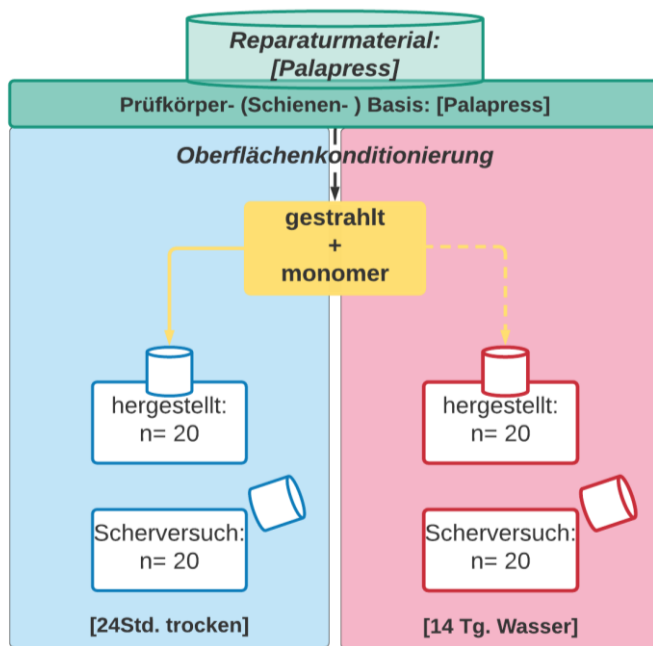 Reparaturmaterial:
[Palapress]
Prüfkörper- (Schienen- ) Basis: [Palapress]
Oberflächenkonditionierung
gestrahlt
+
monomer
hergestellt:
n= 20
hergestellt:
n= 20
Scherversuch:
n= 20
Scherversuch:
n= 20
[24Std. trocken]
[14 Tg. Wasser]